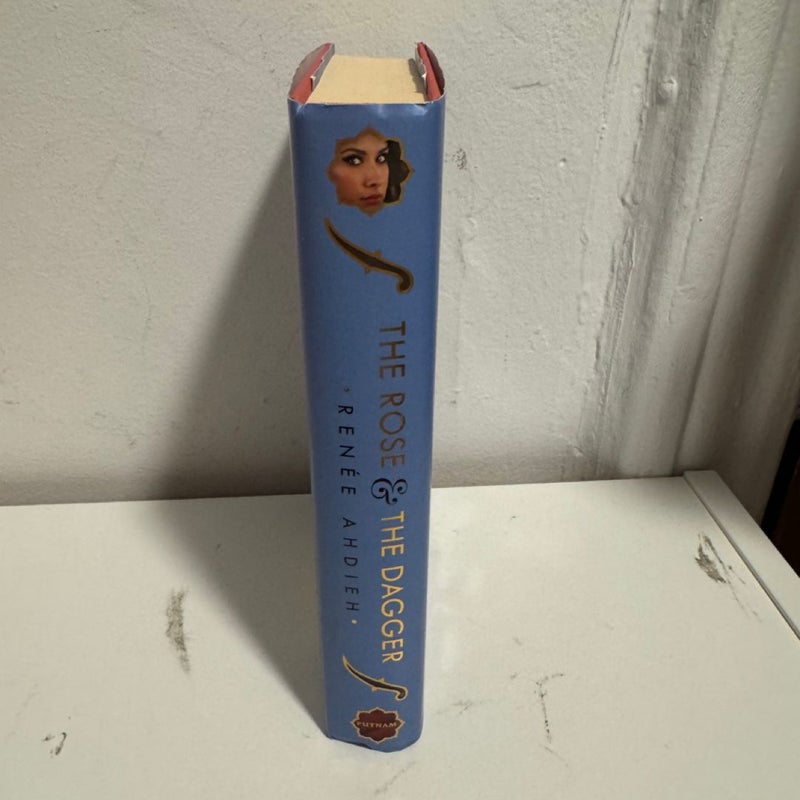 THE ROSE & THE DAGGER
RENÉE AHDIEH
PUTNAM